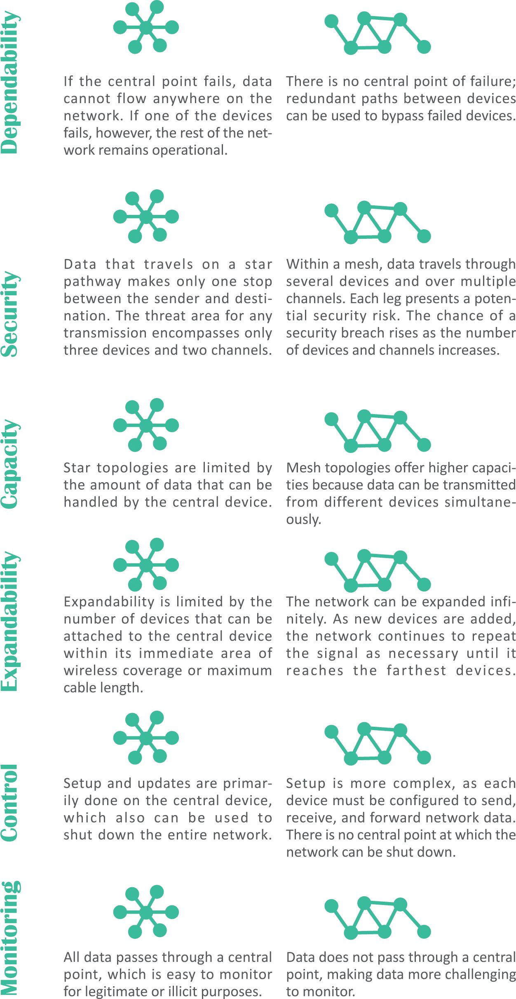 Dependability
If the central point fails, data
cannot flow anywhere on the
network. If one of the devices
fails, however, the rest of the net-
work remains operational.
There is no central point of failure;
redundant paths between devices
can be used to bypass failed devices.
Security
Data that travels on a star
pathway makes only one stop
between the sender and desti-
nation. The threat area for any
transmission encompasses only
three devices and two channels.
Within a mesh, data travels through
several devices and over multiple
channels. Each leg presents a poten-
tial security risk. The chance of a
security breach rises as the number
of devices and channels increases.
Capacity
Star topologies are limited by
the amount of data that can be
handled by the central device.
Mesh topologies offer higher capaci-
ties because data can be transmitted
from different devices simultane-
ously.
Expandability
Expandability is limited by the
number of devices that can be
attached to the central device
within its immediate area of
wireless coverage or maximum
cable length.
The network can be expanded infi-
nitely. As new devices are added,
the network continues to repeat
the signal as necessary until it
reaches the farthest devices.
Control
Setup and updates are primar-
ily done on the central device,
which also can be used to
shut down the entire network.
Setup is more complex, as each
device must be configured to send,
receive, and forward network data.
There is no central point at which the
network can be shut down.
Monitoring
All data passes through a central
point, which is easy to monitor
for legitimate or illicit purposes.
Data does not pass through a central
point, making data more challenging
to monitor.